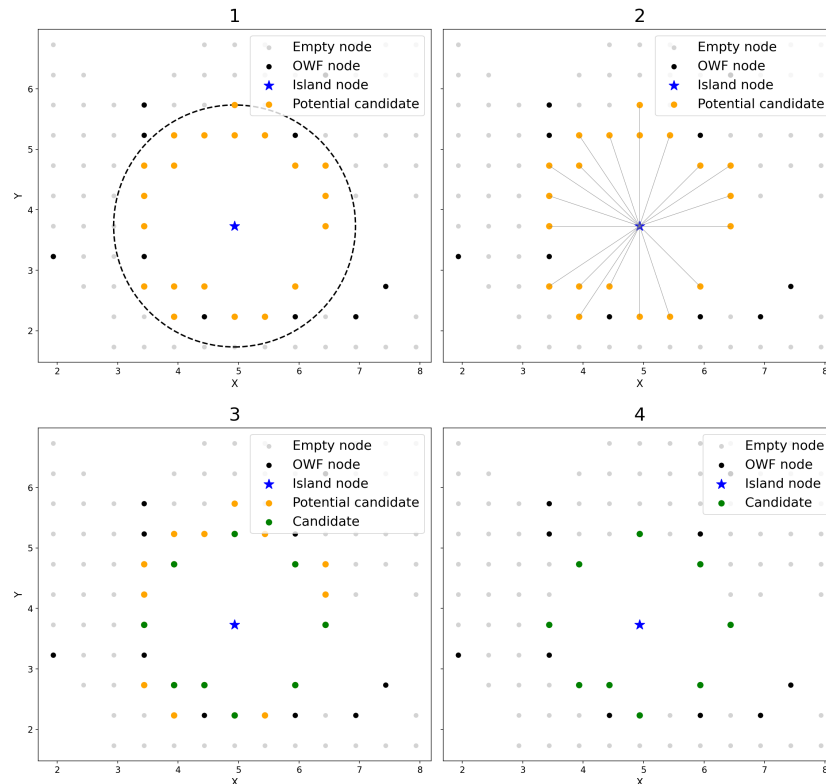 1
Empty node
OWF node
Island node
Potential candidate
Y
6
5
4
3
2
2 3 4 5 6 7 8
X
2
Empty node
OWF node
Island node
Potential candidate
2 3 4 5 6 7 8
X
3
Empty node
OWF node
Island node
Potential candidate
Candidate
Y
6
5
4
3
2
2 3 4 5 6 7 8
X
4
Empty node
OWF node
Island node
Candidate
2 3 4 5 6 7 8
X